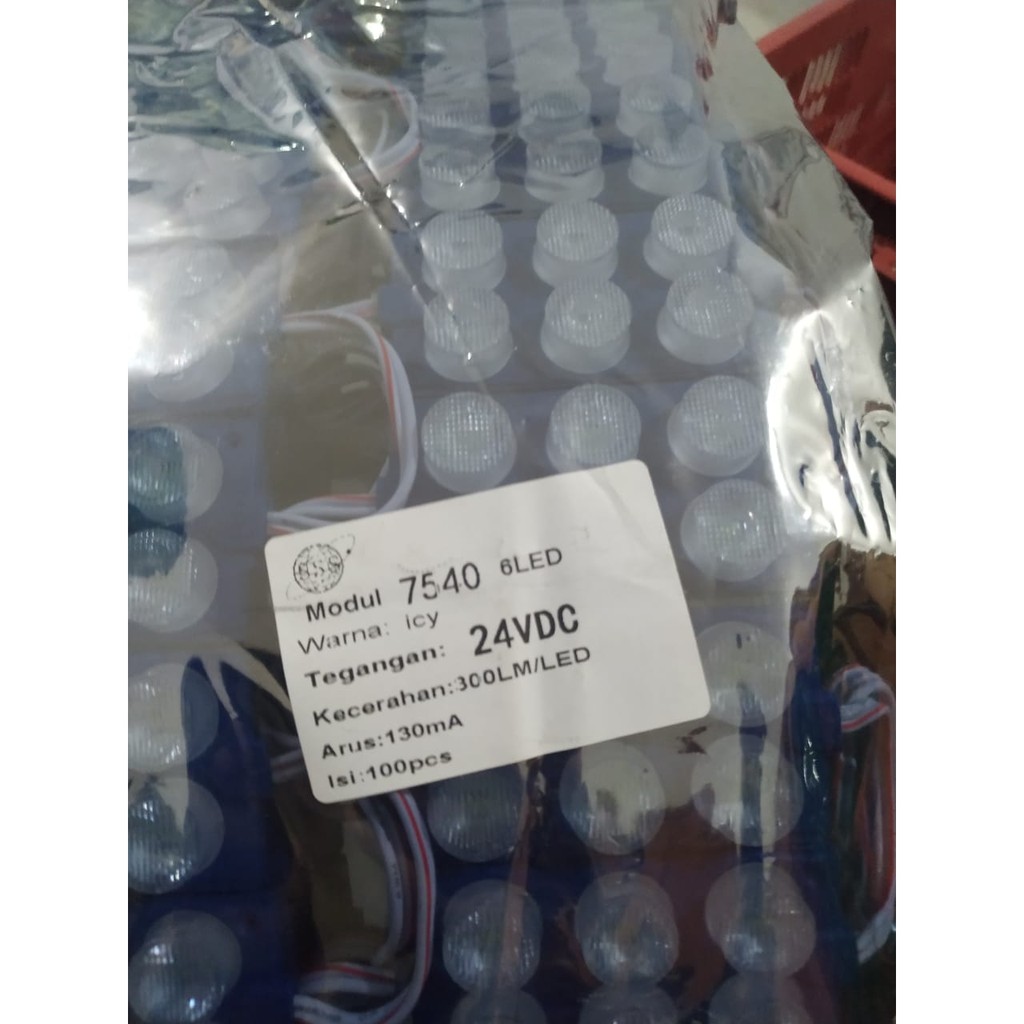 Modul 7540 6LED
Warna: icy
Tegangan: 24VDC
Kecerahan:300LM/LED
Arus:130mA
Isi:100pcs